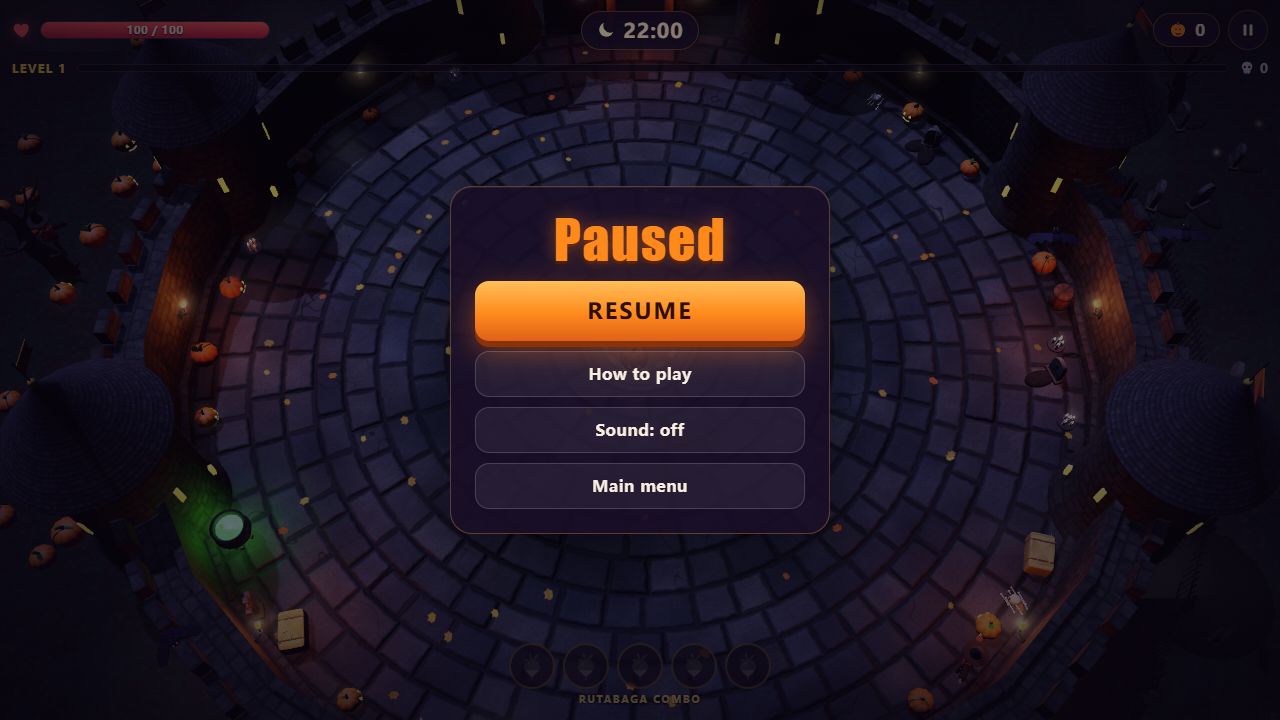 100 / 100
22:00
0
LEVEL 1
0
Paused
RESUME
How to play
Sound: off
Main menu
RUTABAGA COMBO